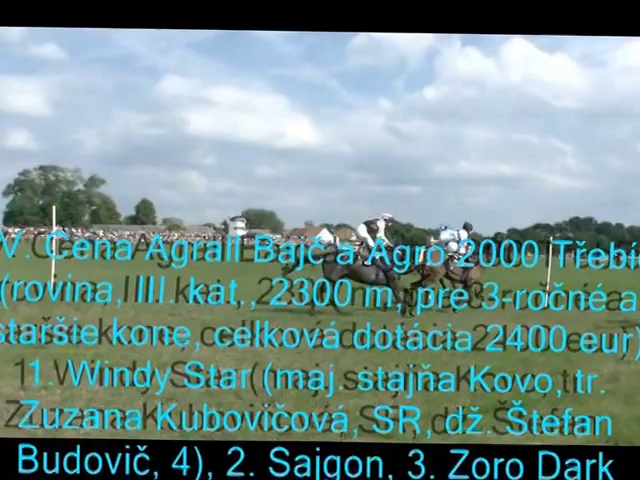 V. Cena Agrall Bajč a Agro 2000 Třebíč
(rovina, III. kat., 2300 m, pre 3-ročné a
staršie kone, celková dotácia 2400 eur)
1. Windy Star (maj. stajňa Kovo, tr.
Zuzana Kubovičová, SR, dž. Štefan
Budovič, 4), 2. Sajgon, 3. Zoro Dark